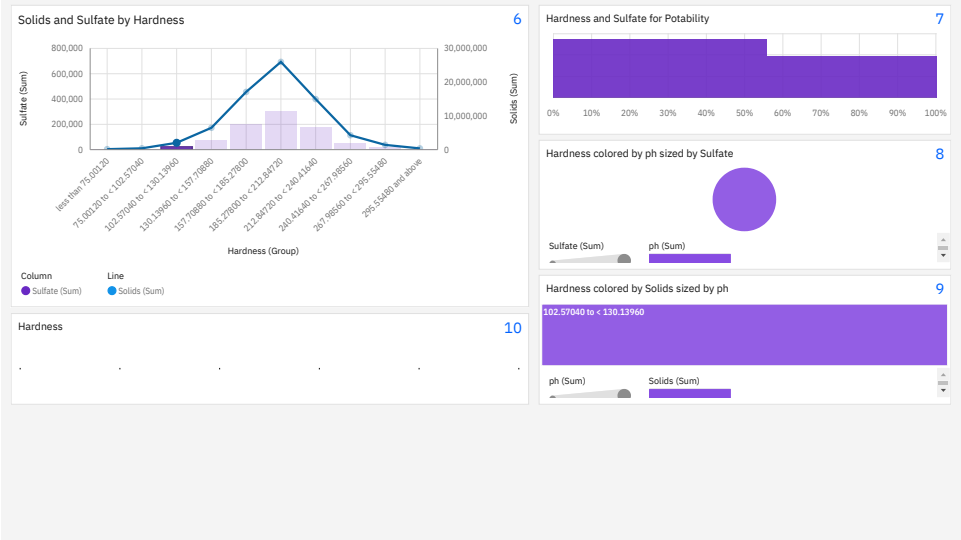 Solids and Sulfate by Hardness
6
800,000
600,000
400,000
200,000
0
Sulfate (Sum)
30,000,000
20,000,000
10,000,000
0
Solids (Sum)
less than 75.00120
75.00120 to < 102.57040
102.57040 to < 130.13960
130.13960 to < 157.70880
157.70880 to < 185.27800
185.27800 to < 212.84720
212.84720 to < 240.41640
240.41640 to < 267.98560
267.98560 to < 295.55480
295.55480 and above
Hardness (Group)
Column
Line
Sulfate (Sum)
Solids (Sum)
Hardness
10
Hardness and Sulfate for Potability
7
0% 10% 20% 30% 40% 50% 60% 70% 80% 90% 100%
Hardness colored by ph sized by Sulfate
8
Sulfate (Sum)
ph (Sum)
Hardness colored by Solids sized by ph
9
102.57040 to < 130.13960
ph (Sum)
Solids (Sum)